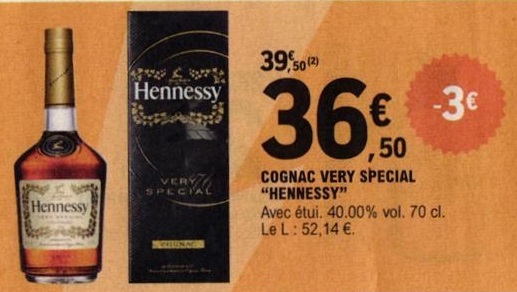 Hennessy
Hennessy
VERY
SPECIAL
COGNAC
39,50(2)
36€,50
-3€
COGNAC VERY SPECIAL
“HENNESSY”
Avec étui. 40.00% vol. 70 cl.
Le L : 52,14 €.